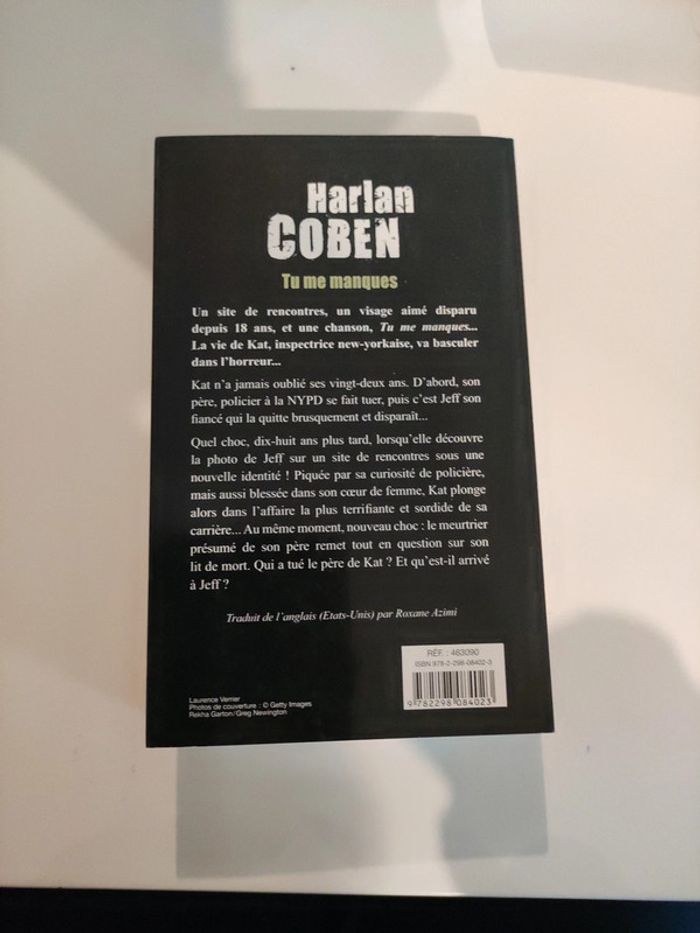 Harlan
COBEN
Tu me manques
Un site de rencontres, un visage aimé disparu
depuis 18 ans, et une chanson, Tu me manques...
La vie de Kat, inspectrice new-yorkaise, va basculer
dans l'horreur...
Kat n'a jamais oublié ses vingt-deux ans. D'abord, son
père, policier à la NYPD se fait tuer, puis c'est Jeff son
fiancé qui la quitte brusquement et disparaît...
Quel choc, dix-huit ans plus tard, lorsqu'elle découvre
la photo de Jeff sur un site de rencontres sous une
nouvelle identité ! Piquée par sa curiosité de policière,
mais aussi blessée dans son cœur de femme, Kat plonge
alors dans l'affaire la plus terrifiante et sordide de sa
carrière... Au même moment, nouveau choc : le meurtrier
présumé de son père remet tout en question sur son
lit de mort. Qui a tué le père de Kat ? Et qu'est-il arrivé
à Jeff ?
Traduit de l'anglais (Etats-Unis) par Roxane Azimi
RÉF. : 463090
ISBN 978-2-298-08402-3
9782298084023
Laurence Verrier
Photos de couverture : © Getty Images
Rekha Garton/Greg Newington